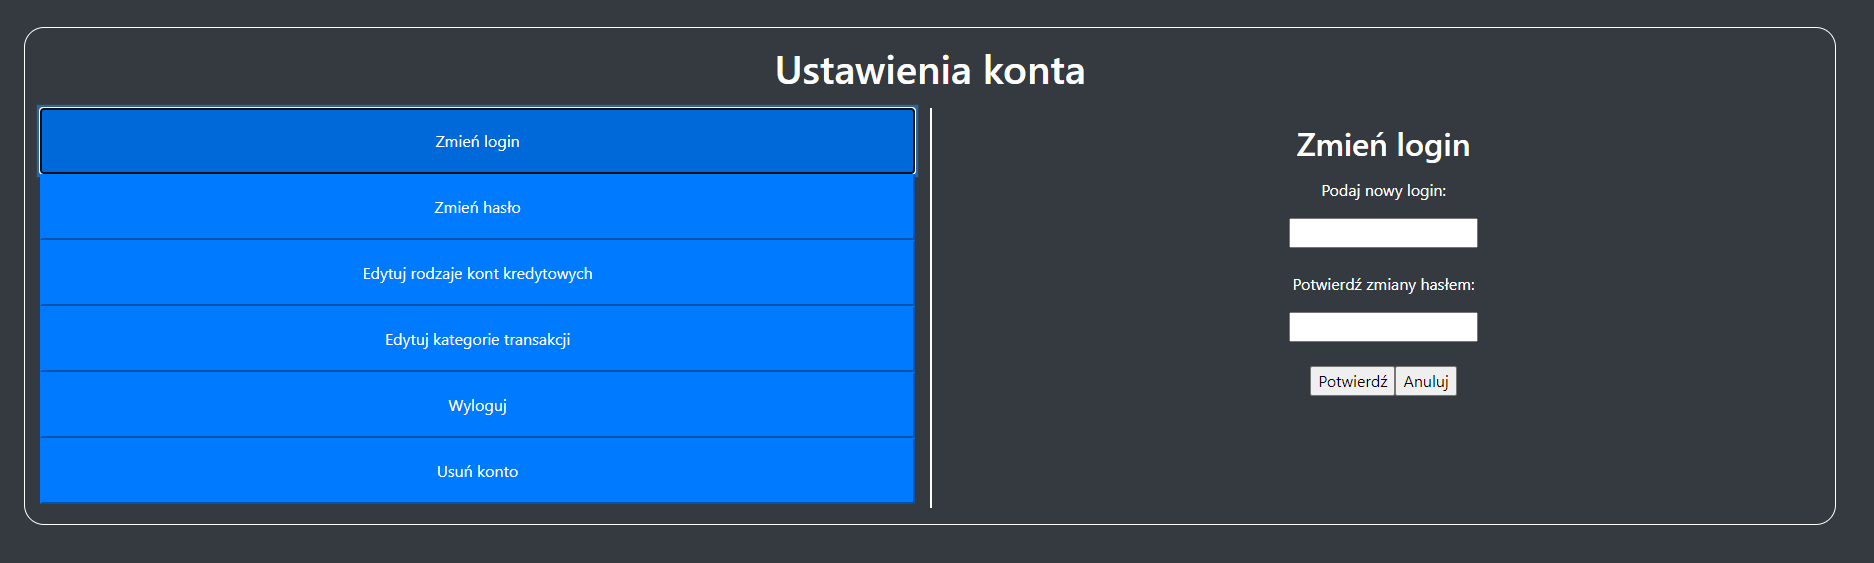 Ustawienia konta
Zmień login
Zmień hasło
Edytuj rodzaje kont kredytowych
Edytuj kategorie transakcji
Wyloguj
Usuń konto
Zmień login
Podaj nowy login:
Potwierdź zmiany hasłem:
Potwierdź Anuluj